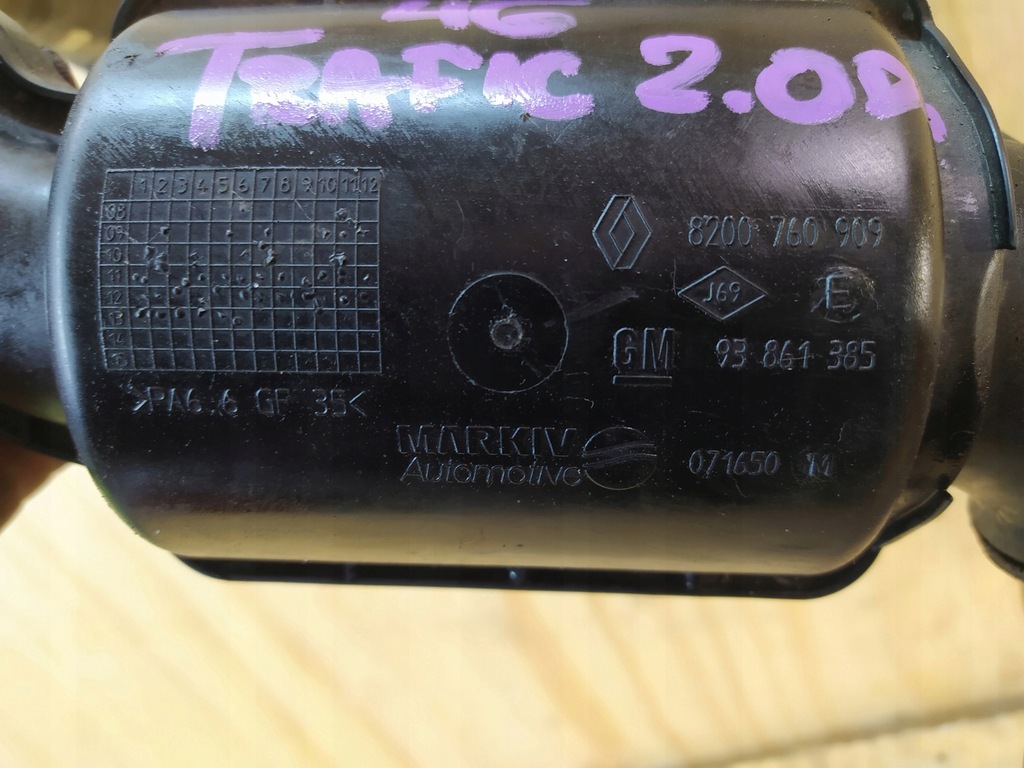 4G
TRAFIC 2.0D.
1 2 3 4 5 6 7 8 9 10 11 12
08
09
10
11
12
13
14
15
>PA6.6 GF 35<
8200 760 909
J69
E
GM 93 861 385
MARKIV
Automotive
071650 M